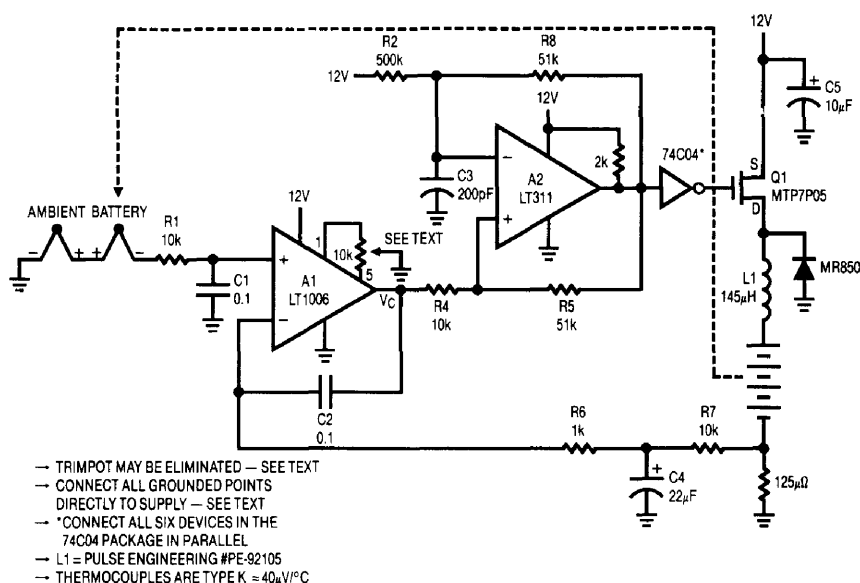 12V
R2
500k
R8
51k
12V
12V
C5
10μF
+
2k
74C04*
S
Q1
MTP7P05
D
C3
200pF
A2
LT311
−
+
AMBIENT BATTERY
− + + −
R1
10k
12V
1
10k
5
SEE TEXT
C1
0.1
+
A1
LT1006
−
VC
R4
10k
R5
51k
L1
145μH
MR850
C2
0.1
R6
1k
R7
10k
+
C4
22μF
125μΩ
→ TRIMPOT MAY BE ELIMINATED — SEE TEXT
→ CONNECT ALL GROUNDED POINTS
DIRECTLY TO SUPPLY — SEE TEXT
→ *CONNECT ALL SIX DEVICES IN THE
74C04 PACKAGE IN PARALLEL
→ L1 = PULSE ENGINEERING #PE-92105
→ THERMOCOUPLES ARE TYPE K ≈ 40μV/°C